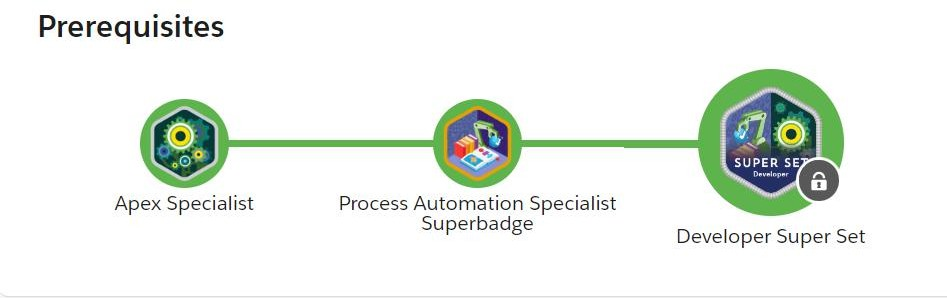 Prerequisites
SUPER SET
Developer
Apex Specialist
Process Automation Specialist
Superbadge
Developer Super Set